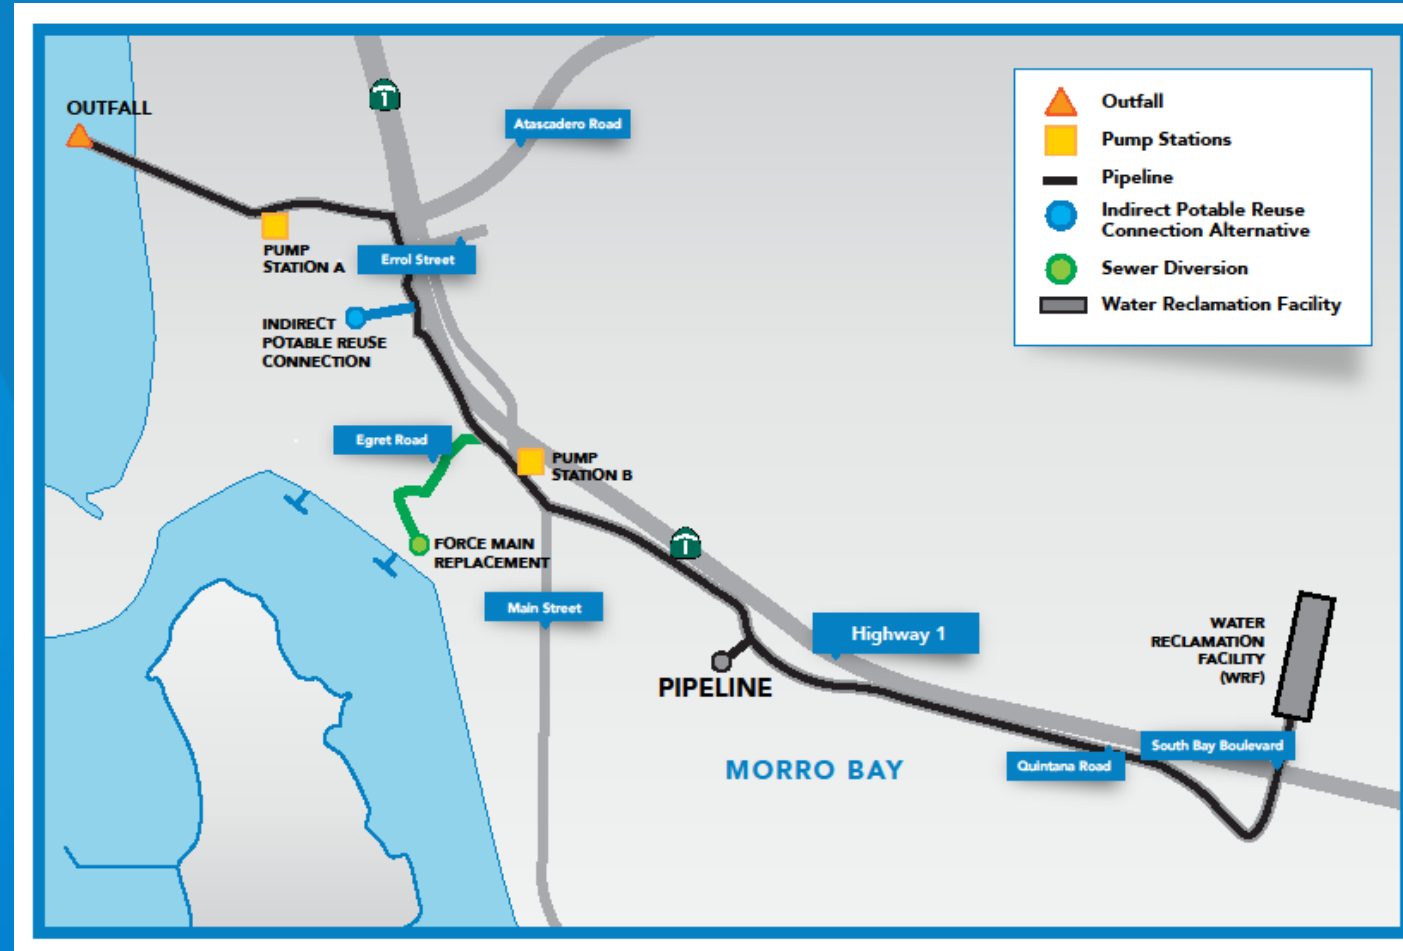 OUTFALL
1
Atascadero Road
Outfall
Pump Stations
Pipeline
Indirect Potable Reuse
Connection Alternative
Sewer Diversion
Water Reclamation Facility
PUMP
STATION A
Errol Street
INDIRECT
POTABLE REUSE
CONNECTION
Egret Road
PUMP
STATION B
FORCE MAIN
REPLACEMENT
1
Main Street
Highway 1
WATER
RECLAMATION
FACILITY
(WRF)
PIPELINE
South Bay Boulevard
Quintana Road
MORRO BAY